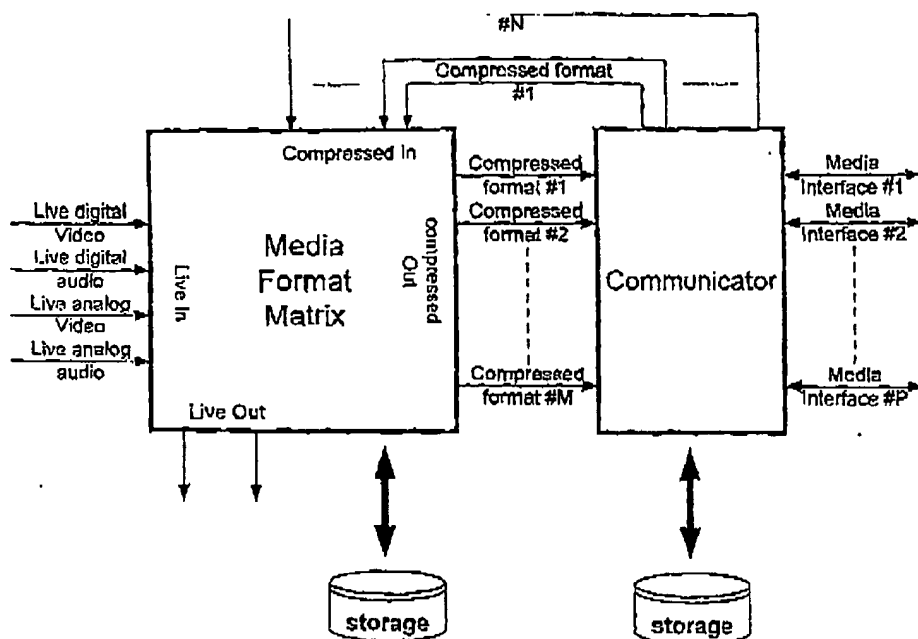 #N
Compressed format
#1
Compressed In
Compressed
format #1
Media
Interface #1
Live digital
Video
Compressed
format #2
Media
Interface #2
Live digital
audio
Live In
Media
Format
Matrix
compressed
Out
Communicator
Live analog
Video
Live analog
audio
Compressed
format #M
Media
Interface #P
Live Out
storage
storage